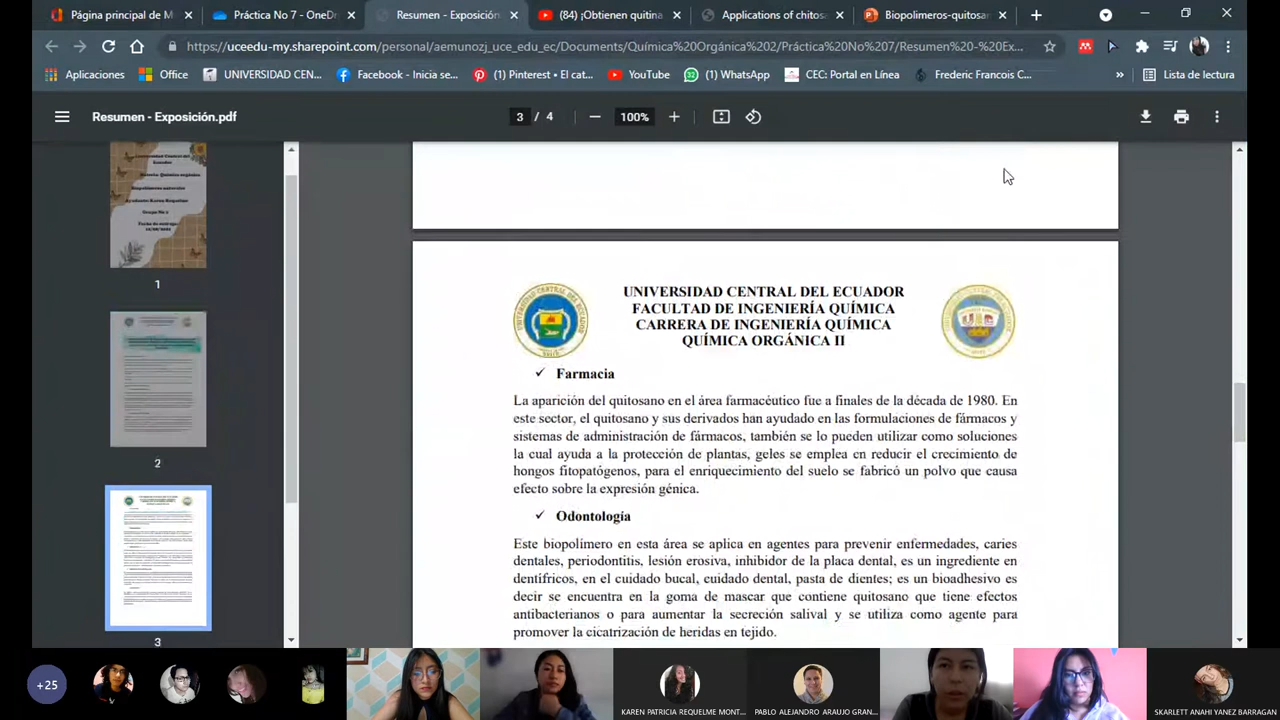 Página principal de M
Práctica No 7 - OneDr
Resumen - Exposición
(84) ¡Obtienen quitina
Applications of chitos
Biopolimeros-quitosar
https://uceedu-my.sharepoint.com/personal/aemunozj_uce_edu_ec/Documents/Química%20Orgánica%202/Práctica%20No%207/Resumen%20-%20Ex...
Aplicaciones
Office
UNIVERSIDAD CEN...
Facebook - Inicia se...
(1) Pinterest • El cat...
YouTube
(1) WhatsApp
CEC: Portal en Línea
Frederic Francois C...
»
Lista de lectura
Resumen - Exposición.pdf
3 / 4
100%
1
2
3
UNIVERSIDAD CENTRAL DEL ECUADOR
FACULTAD DE INGENIERÍA QUÍMICA
CARRERA DE INGENIERÍA QUÍMICA
QUÍMICA ORGÁNICA II
✓ Farmacia
La aparición del quitosano en el área farmacéutico fue a finales de la década de 1980. En
este sector, el quitosano y sus derivados han ayudado en las formulaciones de fármacos y
sistemas de administración de fármacos, también se lo pueden utilizar como soluciones
la cual ayuda a la protección de plantas, geles se emplea en reducir el crecimiento de
hongos fitopatógenos, para el enriquecimiento del suelo se fabricó un polvo que causa
efecto sobre la expresión génica.
✓ Odontología
Este biopolímero en esta área se aplica en agentes para prevenir enfermedades, caries
dentales, periodontitis, lesión erosiva, inhibidor de la placa dental, es un ingrediente en
dentífricos, en el cuidado bucal, cuidado dental, pasta de dientes; es un bioadhesivo es
decir se encuentra en la goma de mascar que contiene quitosano que tiene efectos
antibacterianos o para aumentar la secreción salival y se utiliza como agente para
promover la cicatrización de heridas en tejido.
+25
KAREN PATRICIA REQUELME MONT...
PABLO ALEJANDRO ARAUJO GRAN...
SKARLETT ANAHI YANEZ BARRAGAN